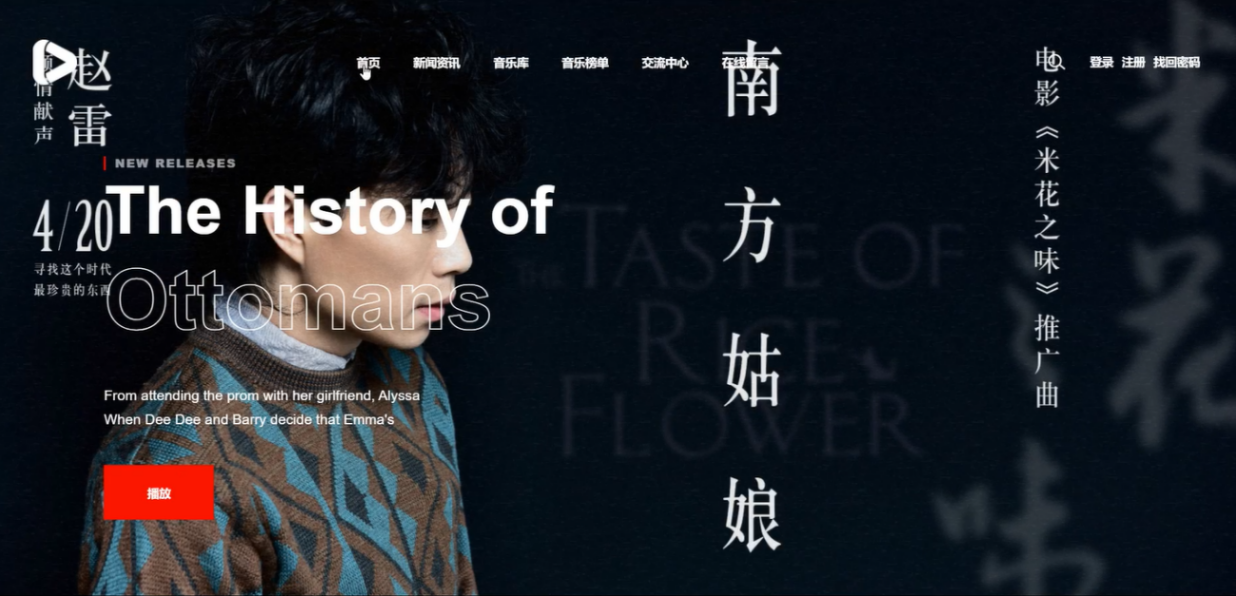 首页 新闻资讯 音乐库 音乐榜单 交流中心 在线留言 登录 注册 找回密码
赵雷
倾情献声
4/20
寻找这个时代
最珍贵的东西
NEW RELEASES
The History of
Ottomans
From attending the prom with her girlfriend, Alyssa
When Dee Dee and Barry decide that Emma's
播放
THE TASTE OF
RICE
FLOWER
南方姑娘
电影《米花之味》推广曲
米花之味